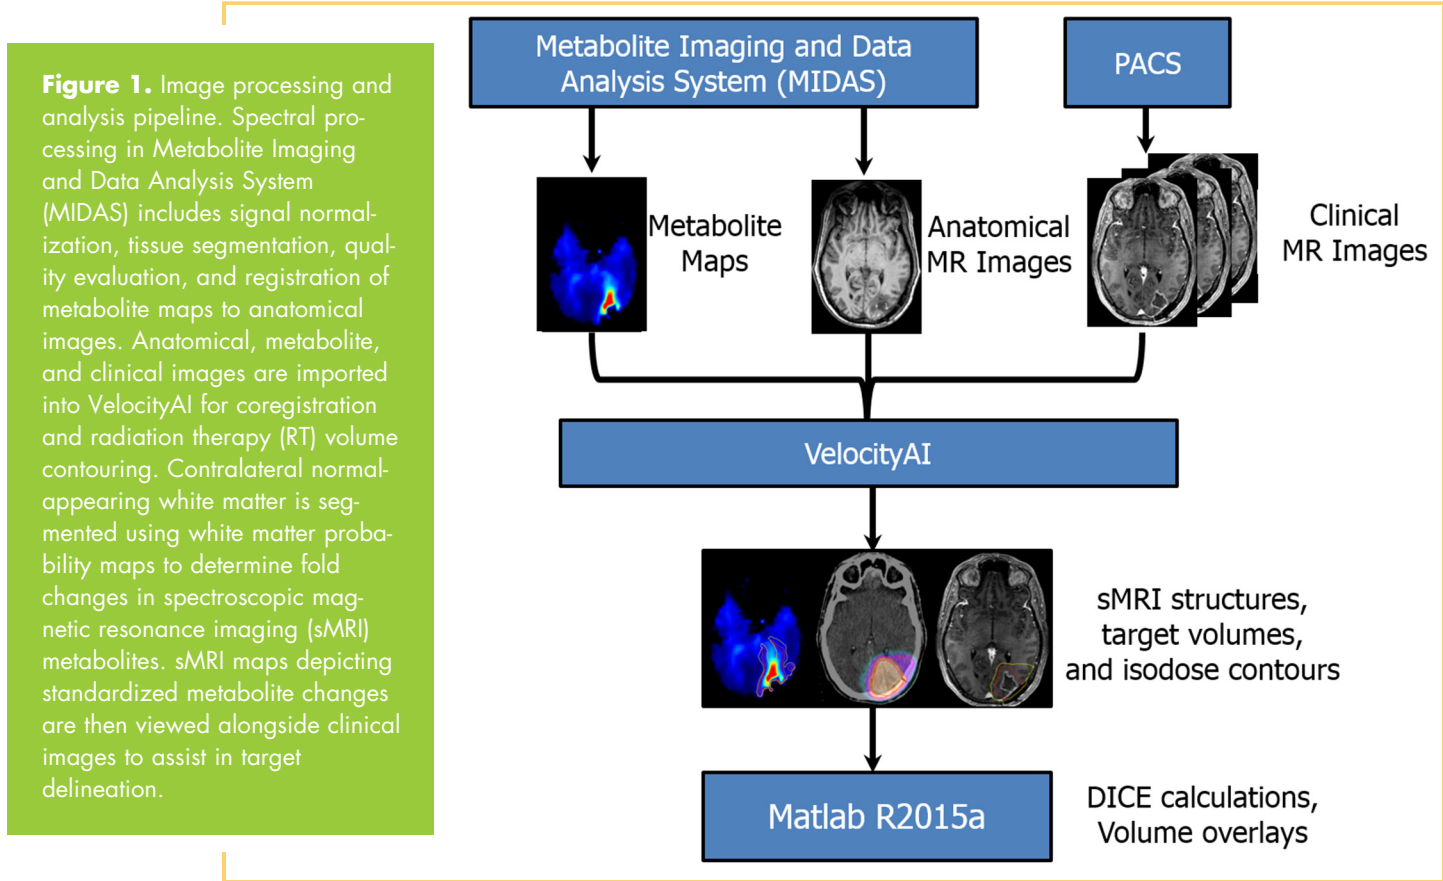 Figure 1. Image processing and
analysis pipeline. Spectral pro-
cessing in Metabolite Imaging
and Data Analysis System
(MIDAS) includes signal normal-
ization, tissue segmentation, qual-
ity evaluation, and registration of
metabolite maps to anatomical
images. Anatomical, metabolite,
and clinical images are imported
into VelocityAI for coregistration
and radiation therapy (RT) volume
contouring. Contralateral normal-
appearing white matter is seg-
mented using white matter proba-
bility maps to determine fold
changes in spectroscopic mag-
netic resonance imaging (sMRI)
metabolites. sMRI maps depicting
standardized metabolite changes
are then viewed alongside clinical
images to assist in target
delineation.
Metabolite Imaging and Data
Analysis System (MIDAS)
PACS
Metabolite
Maps
Anatomical
MR Images
Clinical
MR Images
VelocityAI
sMRI structures,
target volumes,
and isodose contours
Matlab R2015a
DICE calculations,
Volume overlays